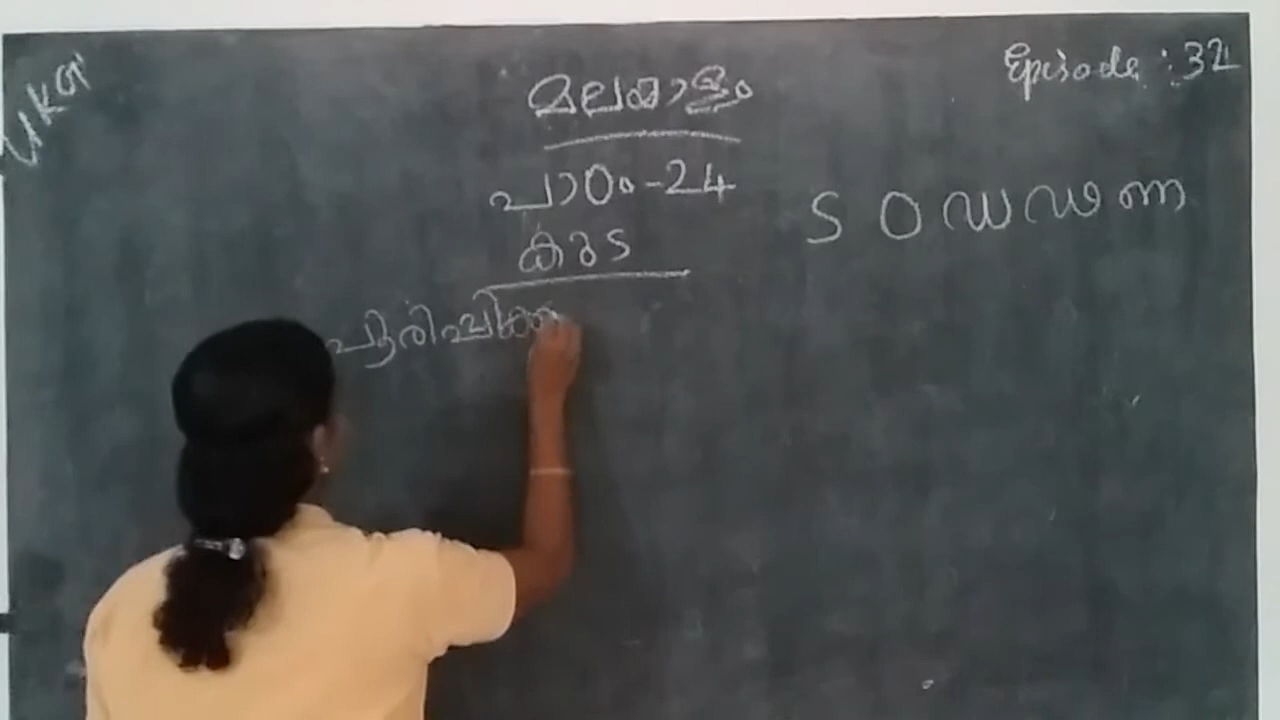 UKG
Episode : 32
മലയാളം
പാഠം-24
കുട
ട ഠ ഡ ഢ ണ
പൂരിപ്പിക്ക